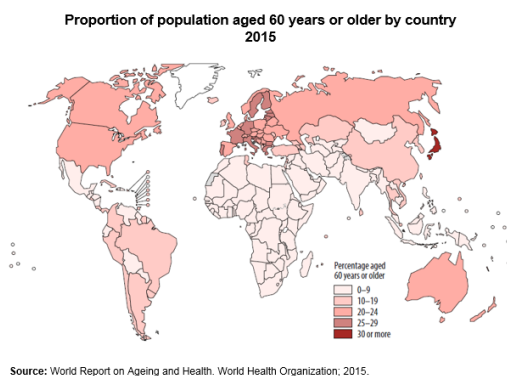 Proportion of population aged 60 years or older by country
2015
Percentage aged
60 years or older
0–9
10–19
20–24
25–29
30 or more
Source: World Report on Ageing and Health. World Health Organization; 2015.